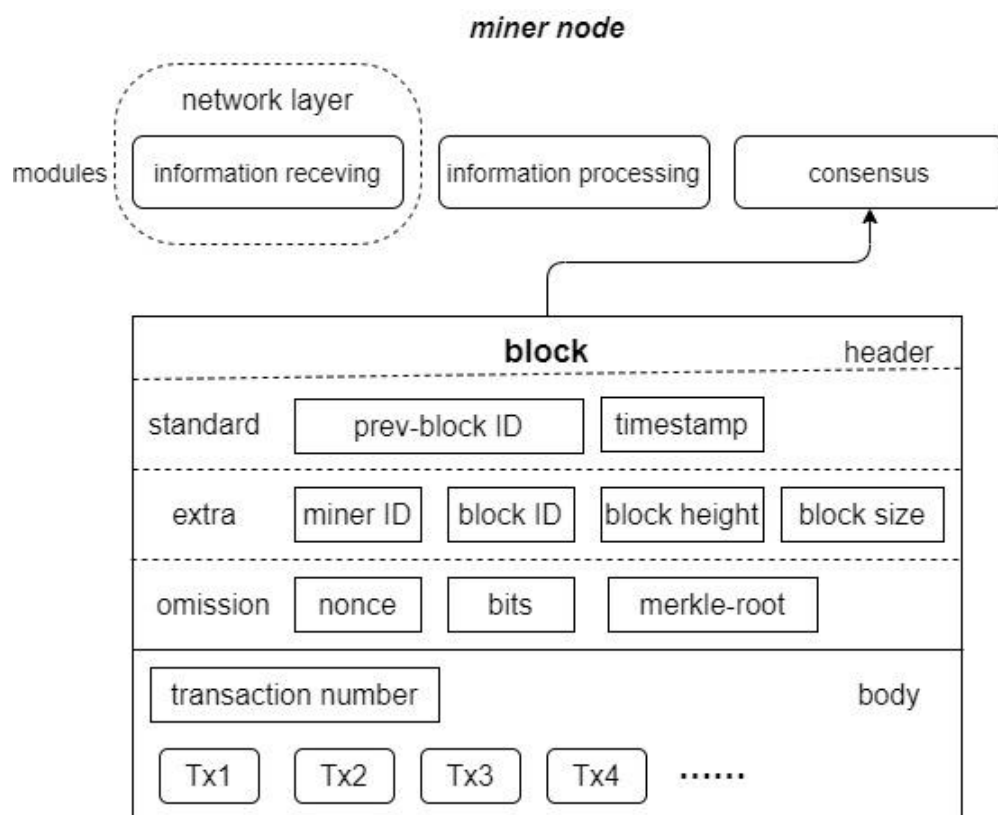 miner node
network layer
modules information receving information processing consensus
block header
standard prev-block ID timestamp
extra miner ID block ID block height block size
omission nonce bits merkle-root
transaction number body
Tx1 Tx2 Tx3 Tx4 ......